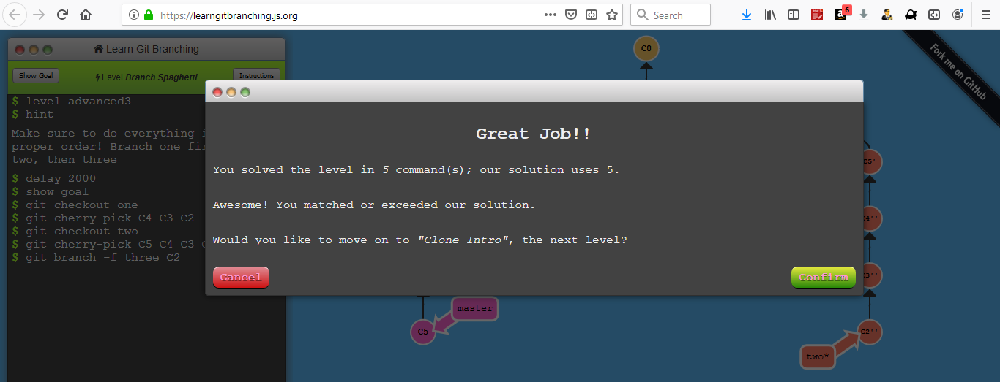 https://learngitbranching.js.org
Search
6
Learn Git Branching
Show Goal
Level Branch Spaghetti
Instructions
$ level advanced3
$ hint
Make sure to do everything
proper order! Branch one
two, then three
$ delay 2000
$ show goal
$ git checkout one
$ git cherry-pick C4 C3 C2
$ git checkout two
$ git cherry-pick C5 C4 C3
$ git branch -f three C2
C0
Fork me on GitHub
Great Job!!
You solved the level in 5 command(s); our solution uses 5.
Awesome! You matched or exceeded our solution.
Would you like to move on to "Clone Intro", the next level?
Cancel
Confirm
C5'
C4''
C3''
master
C5
C2''
two*